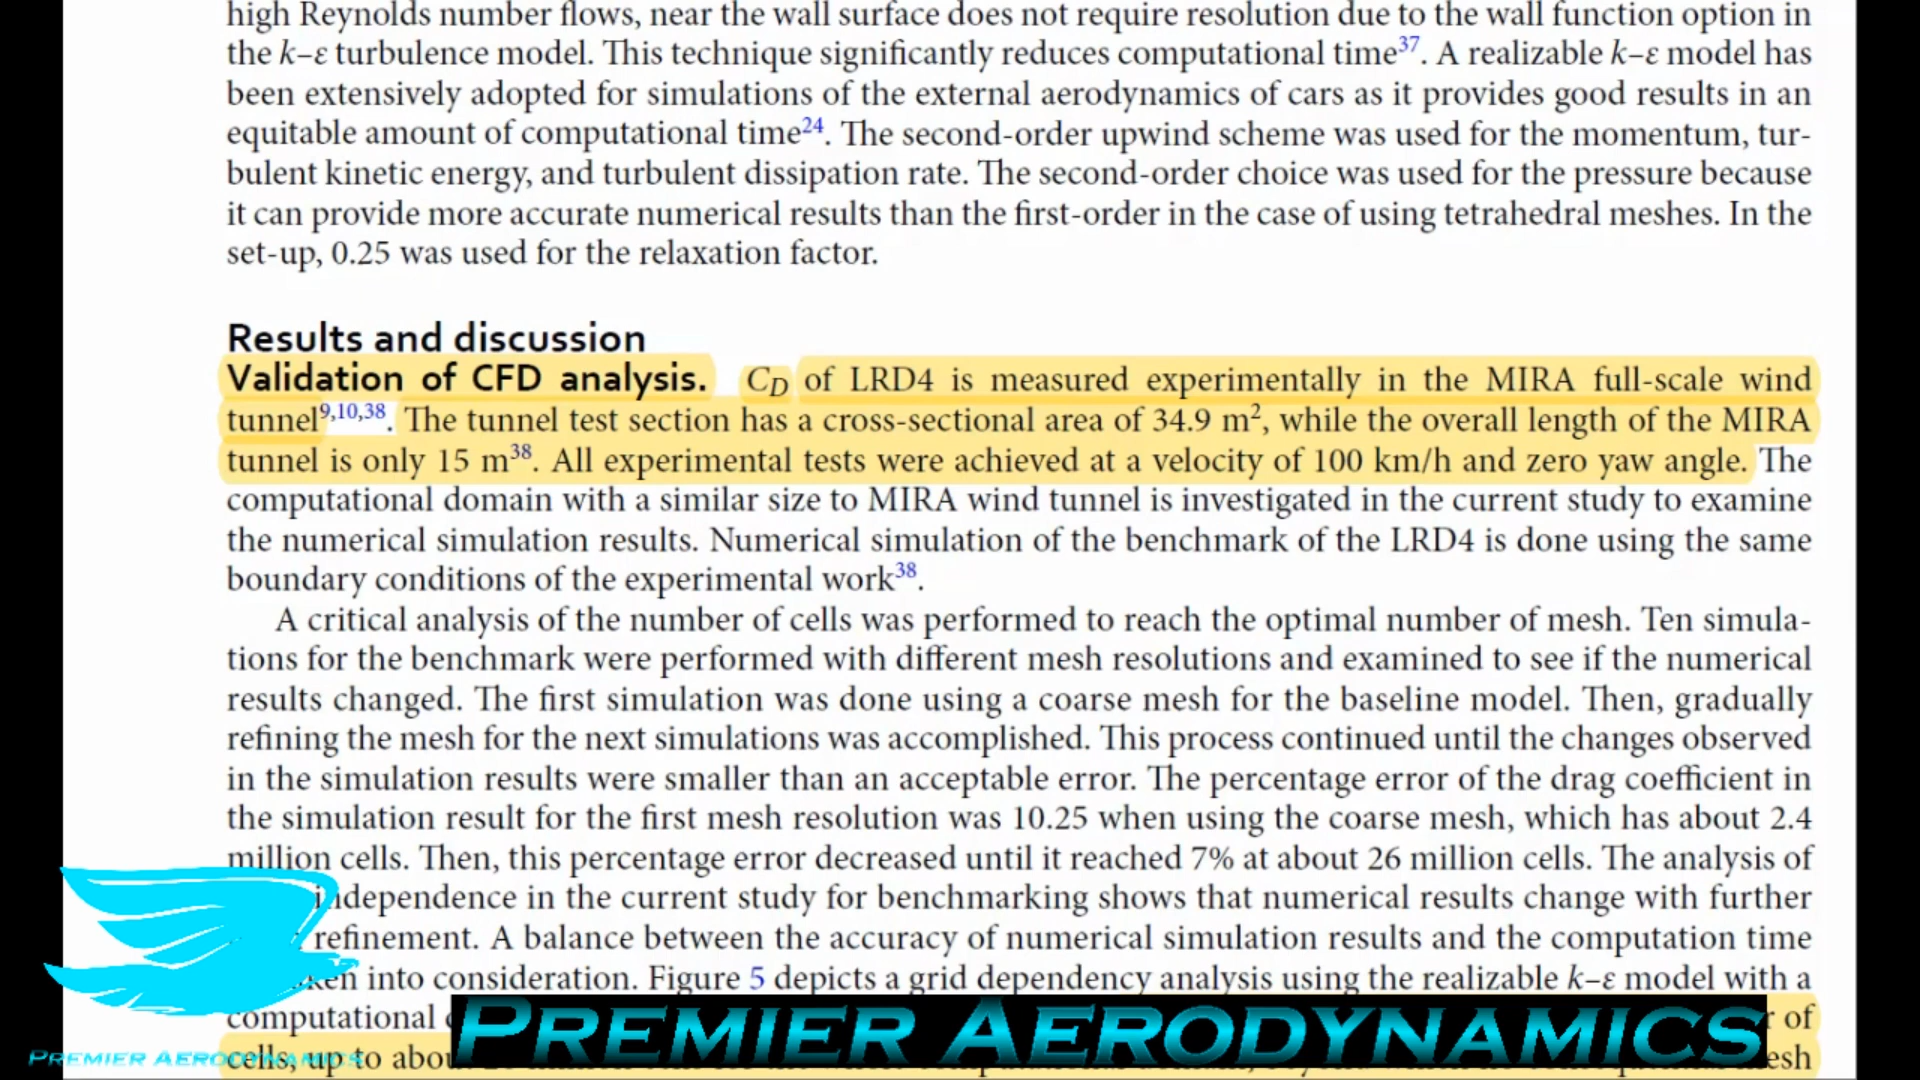 high Reynolds number flows, near the wall surface does not require resolution due to the wall function option in
the k–ε turbulence model. This technique significantly reduces computational time37. A realizable k–ε model has
been extensively adopted for simulations of the external aerodynamics of cars as it provides good results in an
equitable amount of computational time24. The second-order upwind scheme was used for the momentum, tur-
bulent kinetic energy, and turbulent dissipation rate. The second-order choice was used for the pressure because
it can provide more accurate numerical results than the first-order in the case of using tetrahedral meshes. In the
set-up, 0.25 was used for the relaxation factor.
Results and discussion
Validation of CFD analysis. CD of LRD4 is measured experimentally in the MIRA full-scale wind
tunnel9,10,38. The tunnel test section has a cross-sectional area of 34.9 m2, while the overall length of the MIRA
tunnel is only 15 m38. All experimental tests were achieved at a velocity of 100 km/h and zero yaw angle. The
computational domain with a similar size to MIRA wind tunnel is investigated in the current study to examine
the numerical simulation results. Numerical simulation of the benchmark of the LRD4 is done using the same
boundary conditions of the experimental work38.
A critical analysis of the number of cells was performed to reach the optimal number of mesh. Ten simula-
tions for the benchmark were performed with different mesh resolutions and examined to see if the numerical
results changed. The first simulation was done using a coarse mesh for the baseline model. Then, gradually
refining the mesh for the next simulations was accomplished. This process continued until the changes observed
in the simulation results were smaller than an acceptable error. The percentage error of the drag coefficient in
the simulation result for the first mesh resolution was 10.25 when using the coarse mesh, which has about 2.4
million cells. Then, this percentage error decreased until it reached 7% at about 26 million cells. The analysis of
independence in the current study for benchmarking shows that numerical results change with further
refinement. A balance between the accuracy of numerical simulation results and the computation time
into consideration. Figure 5 depicts a grid dependency analysis using the realizable k–ε model with a
computational of
cells, up to mesh
PREMIER AERODYNAMICS
PREMIER AERODYNAMICS